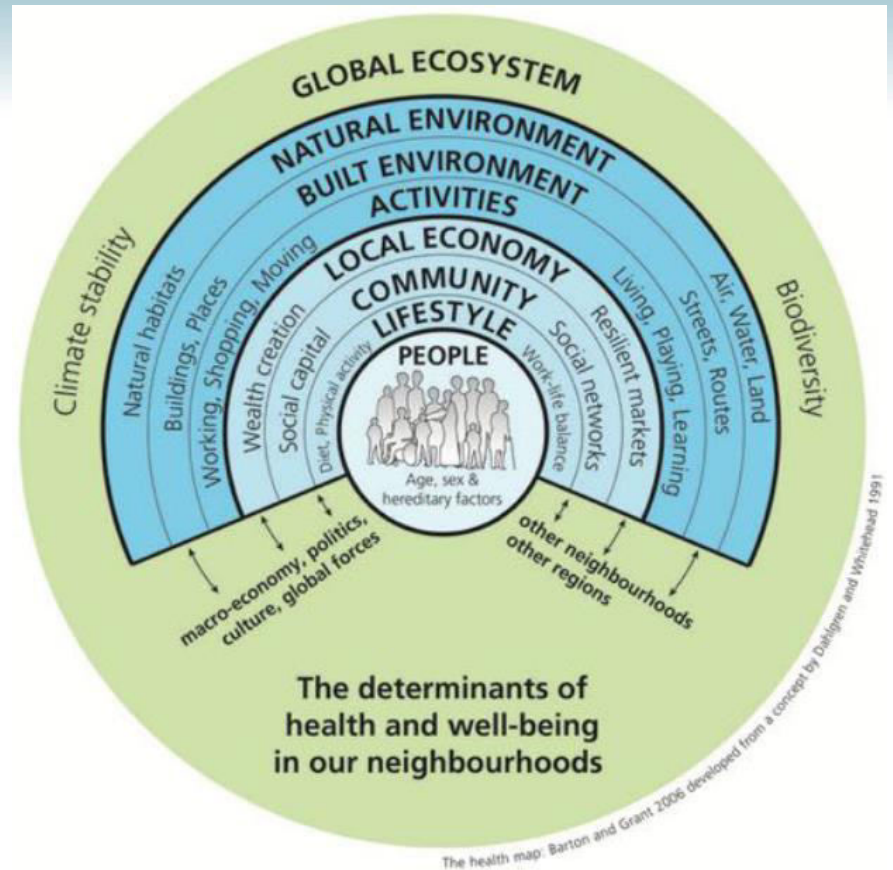 GLOBAL ECOSYSTEM
NATURAL ENVIRONMENT
BUILT ENVIRONMENT
ACTIVITIES
LOCAL ECONOMY
COMMUNITY
LIFESTYLE
PEOPLE
Age, sex &
hereditary factors
Climate stability
Natural habitats
Buildings, Places
Working, Shopping, Moving
Wealth creation
Social capital
Diet, Physical activity
Work-life balance
Social networks
Resilient markets
Living, Playing, Learning
Streets, Routes
Air, Water, Land
Biodiversity
macro-economy, politics,
culture, global forces
other neighbourhoods
other regions
The determinants of
health and well-being
in our neighbourhoods
The health map: Barton and Grant 2006 developed from a concept by Dahlgren and Whitehead 1991